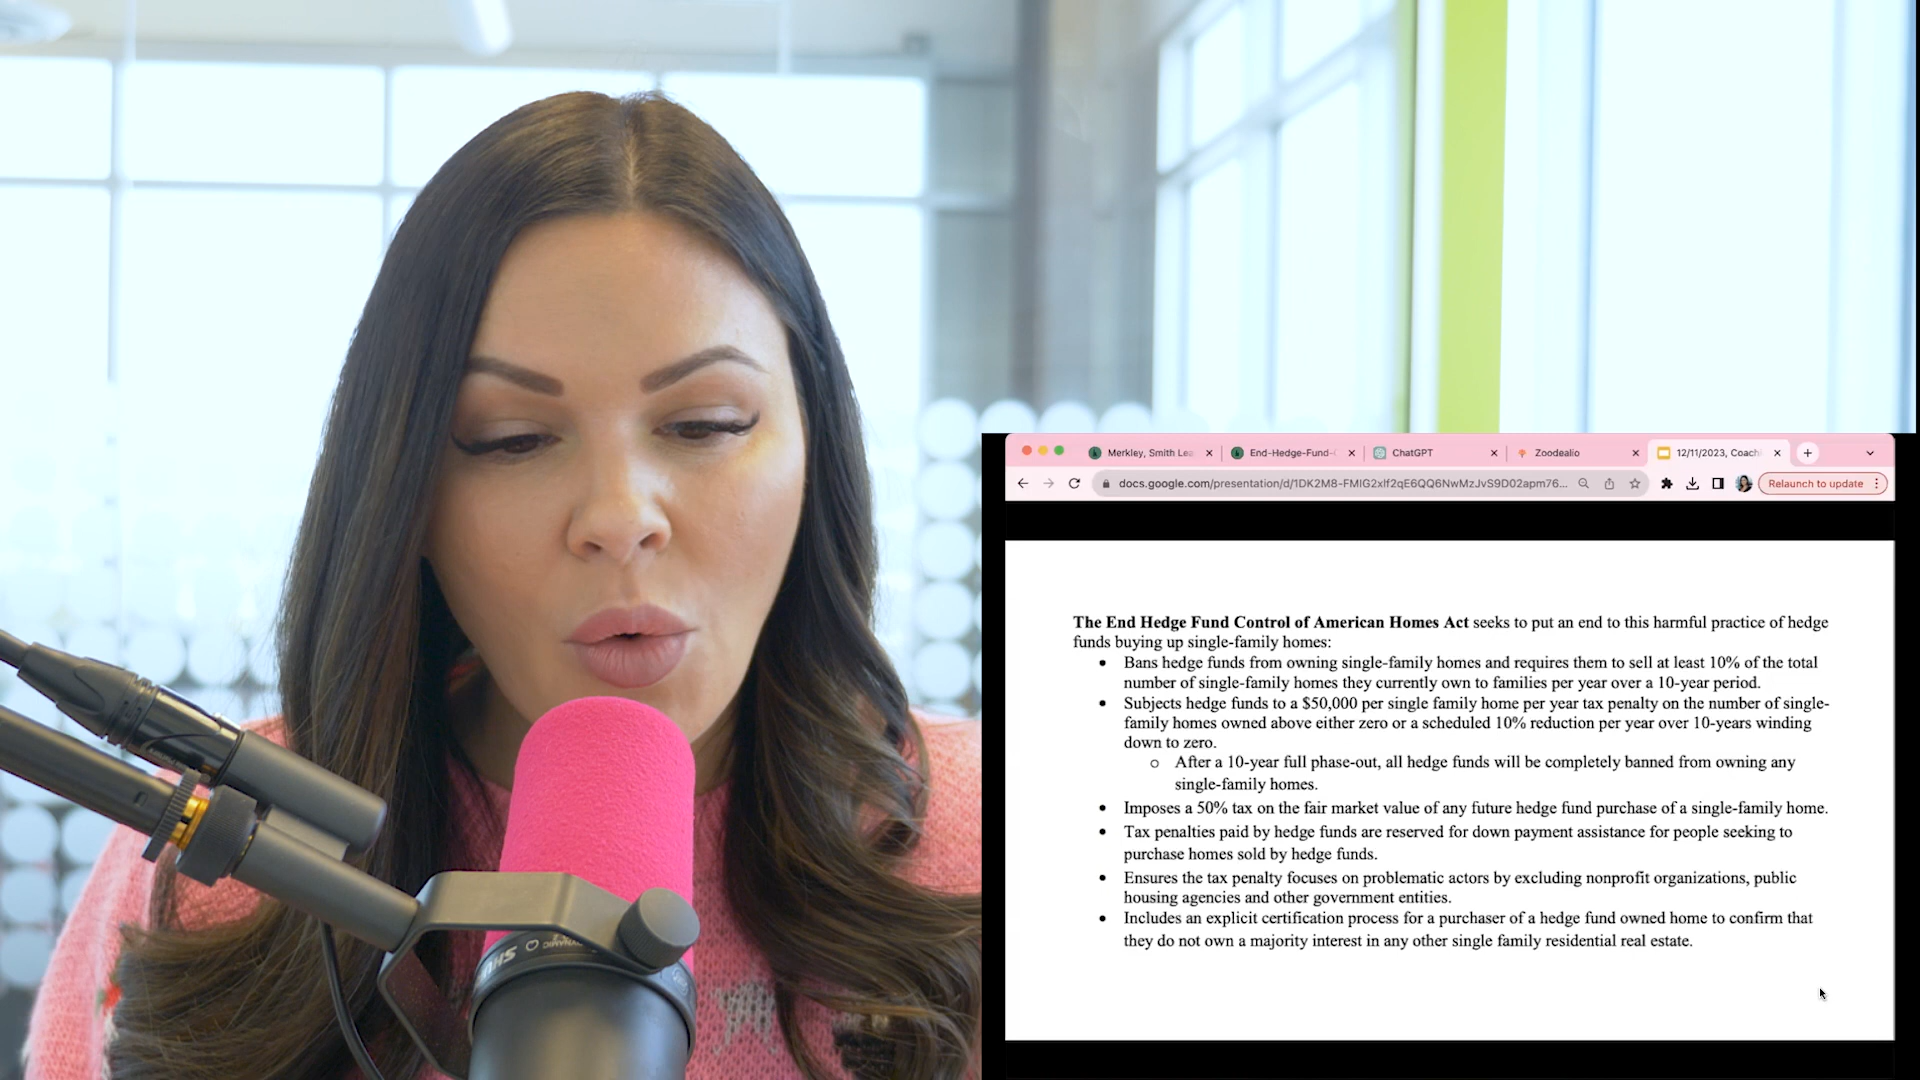 Merkley, Smith Lea
End-Hedge-Fund-
ChatGPT
Zoodealio
12/11/2023, Coach
docs.google.com/presentation/d/1DK2M8-FMIG2xIf2qE6QQ6NwMzJvS9D02apm76...
Relaunch to update
The End Hedge Fund Control of American Homes Act seeks to put an end to this harmful practice of hedge
funds buying up single-family homes:
• Bans hedge funds from owning single-family homes and requires them to sell at least 10% of the total
number of single-family homes they currently own to families per year over a 10-year period.
• Subjects hedge funds to a $50,000 per single family home per year tax penalty on the number of single-
family homes owned above either zero or a scheduled 10% reduction per year over 10-years winding
down to zero.
o After a 10-year full phase-out, all hedge funds will be completely banned from owning any
single-family homes.
• Imposes a 50% tax on the fair market value of any future hedge fund purchase of a single-family home.
• Tax penalties paid by hedge funds are reserved for down payment assistance for people seeking to
purchase homes sold by hedge funds.
• Ensures the tax penalty focuses on problematic actors by excluding nonprofit organizations, public
housing agencies and other government entities.
• Includes an explicit certification process for a purchaser of a hedge fund owned home to confirm that
they do not own a majority interest in any other single family residential real estate.